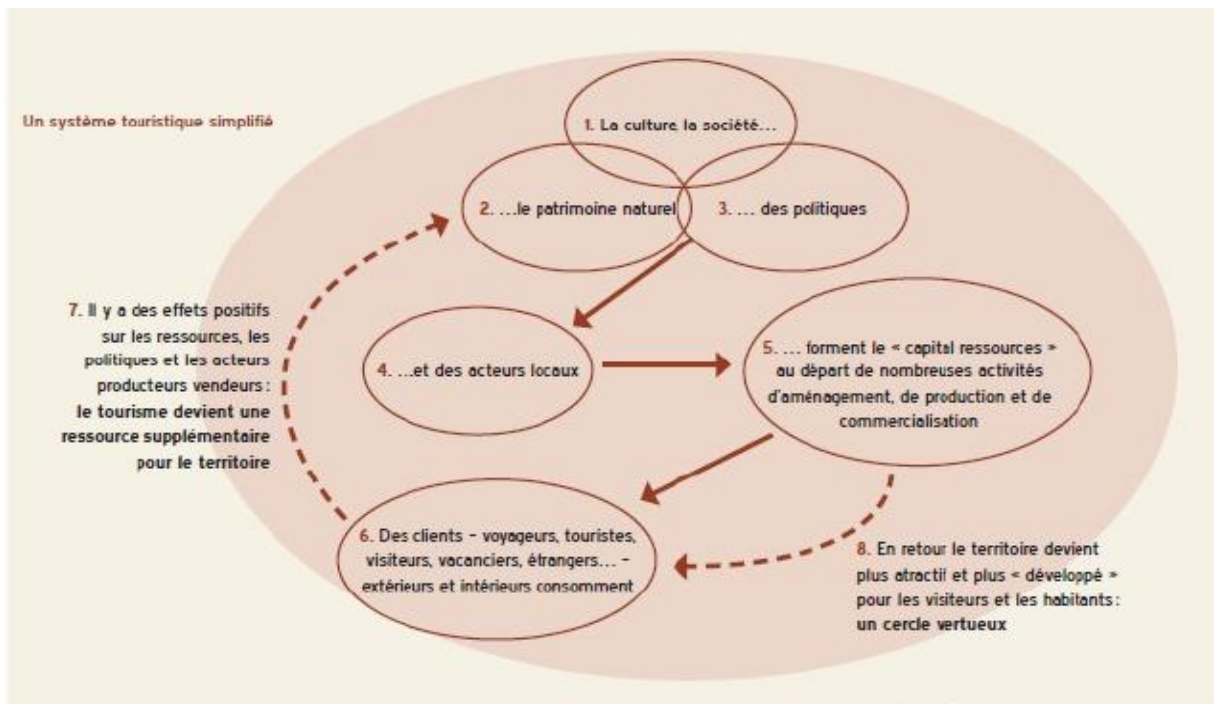 Un système touristique simplifié
1. La culture, la société...
2. ...le patrimoine naturel
3. ... des politiques
4. ...et des acteurs locaux
5. ... forment le « capital ressources »
au départ de nombreuses activités
d'aménagement, de production et de
commercialisation
6. Des clients - voyageurs, touristes,
visiteurs, vacanciers, étrangers... -
extérieurs et intérieurs consomment
7. Il y a des effets positifs
sur les ressources, les
politiques et les acteurs
producteurs vendeurs :
le tourisme devient une
ressource supplémentaire
pour le territoire
8. En retour le territoire devient
plus atractif et plus « développé »
pour les visiteurs et les habitants :
un cercle vertueux